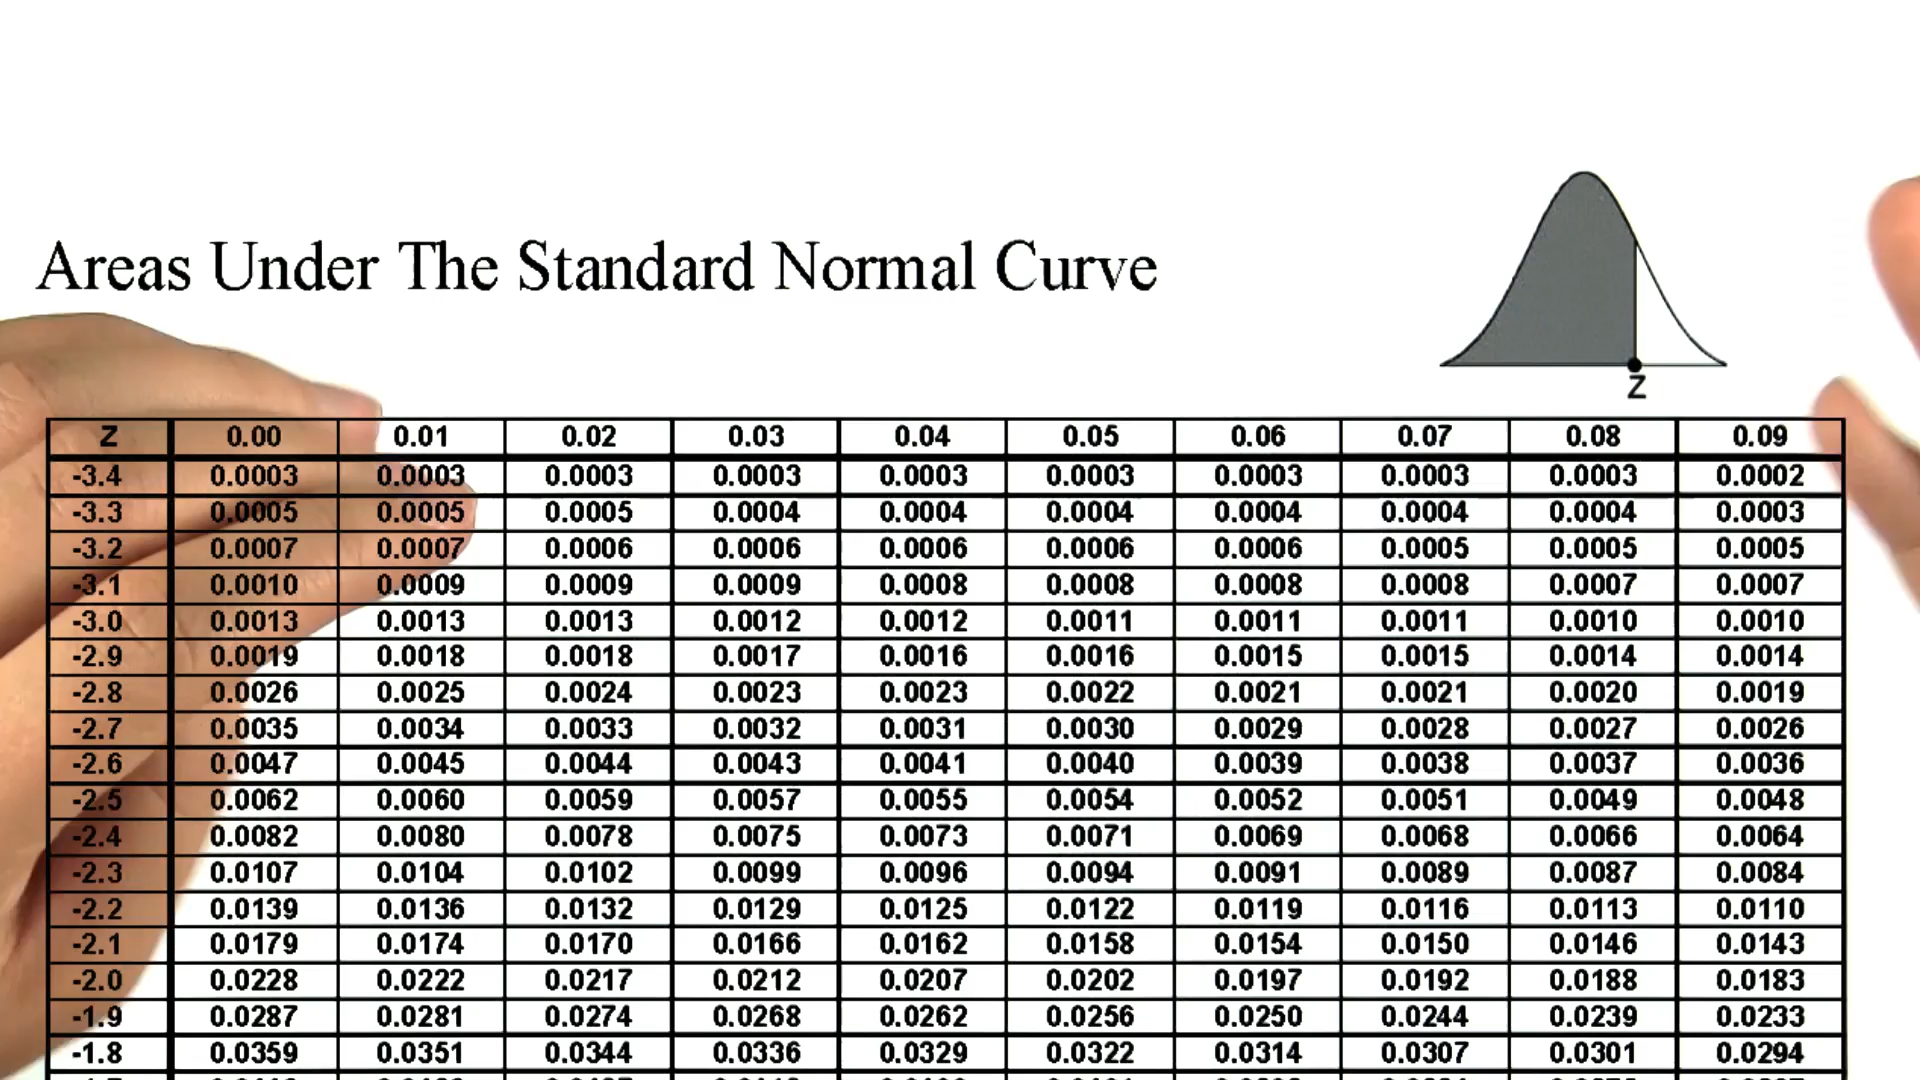 Areas Under The Standard Normal Curve
Z
Z 0.00 0.01 0.02 0.03 0.04 0.05 0.06 0.07 0.08 0.09
-3.4 0.0003 0.0003 0.0003 0.0003 0.0003 0.0003 0.0003 0.0003 0.0003 0.0002
-3.3 0.0005 0.0005 0.0005 0.0004 0.0004 0.0004 0.0004 0.0004 0.0004 0.0003
-3.2 0.0007 0.0007 0.0006 0.0006 0.0006 0.0006 0.0006 0.0005 0.0005 0.0005
-3.1 0.0010 0.0009 0.0009 0.0009 0.0008 0.0008 0.0008 0.0008 0.0007 0.0007
-3.0 0.0013 0.0013 0.0013 0.0012 0.0012 0.0011 0.0011 0.0011 0.0010 0.0010
-2.9 0.0019 0.0018 0.0018 0.0017 0.0016 0.0016 0.0015 0.0015 0.0014 0.0014
-2.8 0.0026 0.0025 0.0024 0.0023 0.0023 0.0022 0.0021 0.0021 0.0020 0.0019
-2.7 0.0035 0.0034 0.0033 0.0032 0.0031 0.0030 0.0029 0.0028 0.0027 0.0026
-2.6 0.0047 0.0045 0.0044 0.0043 0.0041 0.0040 0.0039 0.0038 0.0037 0.0036
-2.5 0.0062 0.0060 0.0059 0.0057 0.0055 0.0054 0.0052 0.0051 0.0049 0.0048
-2.4 0.0082 0.0080 0.0078 0.0075 0.0073 0.0071 0.0069 0.0068 0.0066 0.0064
-2.3 0.0107 0.0104 0.0102 0.0099 0.0096 0.0094 0.0091 0.0089 0.0087 0.0084
-2.2 0.0139 0.0136 0.0132 0.0129 0.0125 0.0122 0.0119 0.0116 0.0113 0.0110
-2.1 0.0179 0.0174 0.0170 0.0166 0.0162 0.0158 0.0154 0.0150 0.0146 0.0143
-2.0 0.0228 0.0222 0.0217 0.0212 0.0207 0.0202 0.0197 0.0192 0.0188 0.0183
-1.9 0.0287 0.0281 0.0274 0.0268 0.0262 0.0256 0.0250 0.0244 0.0239 0.0233
-1.8 0.0359 0.0351 0.0344 0.0336 0.0329 0.0322 0.0314 0.0307 0.0301 0.0294